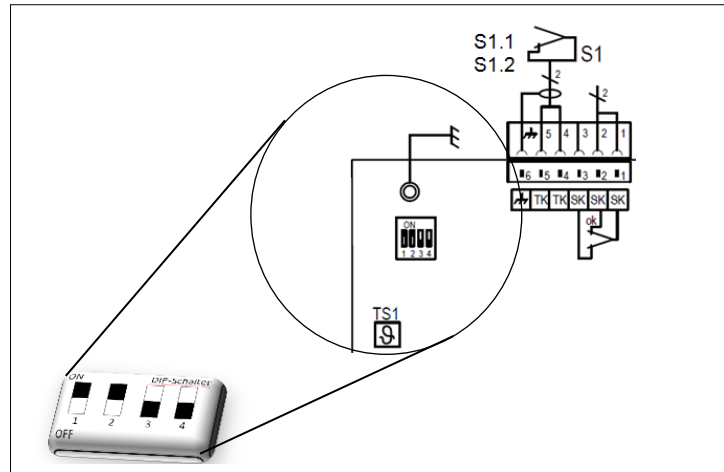 S1.1
S1.2
S1
2
2
5 4 3 2 1
6 5 4 3 2 1
TK TK SK SK SK
ok
ON
1 2 3 4
TS1
ϑ
ON
DIP-Schalter
1 2 3 4
OFF